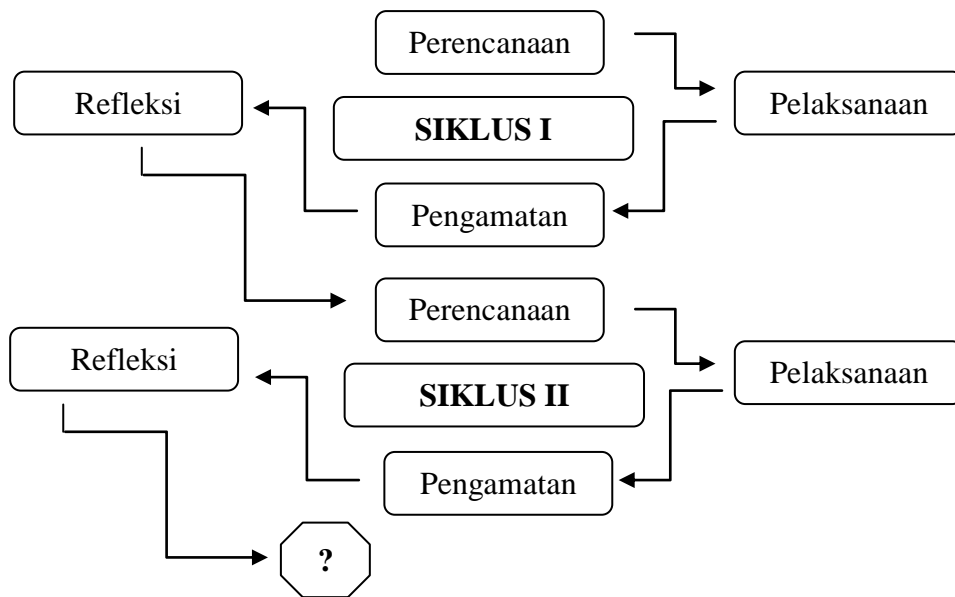 Perencanaan
Refleksi
Pelaksanaan
SIKLUS I
Pengamatan
Perencanaan
Refleksi
Pelaksanaan
SIKLUS II
Pengamatan
?